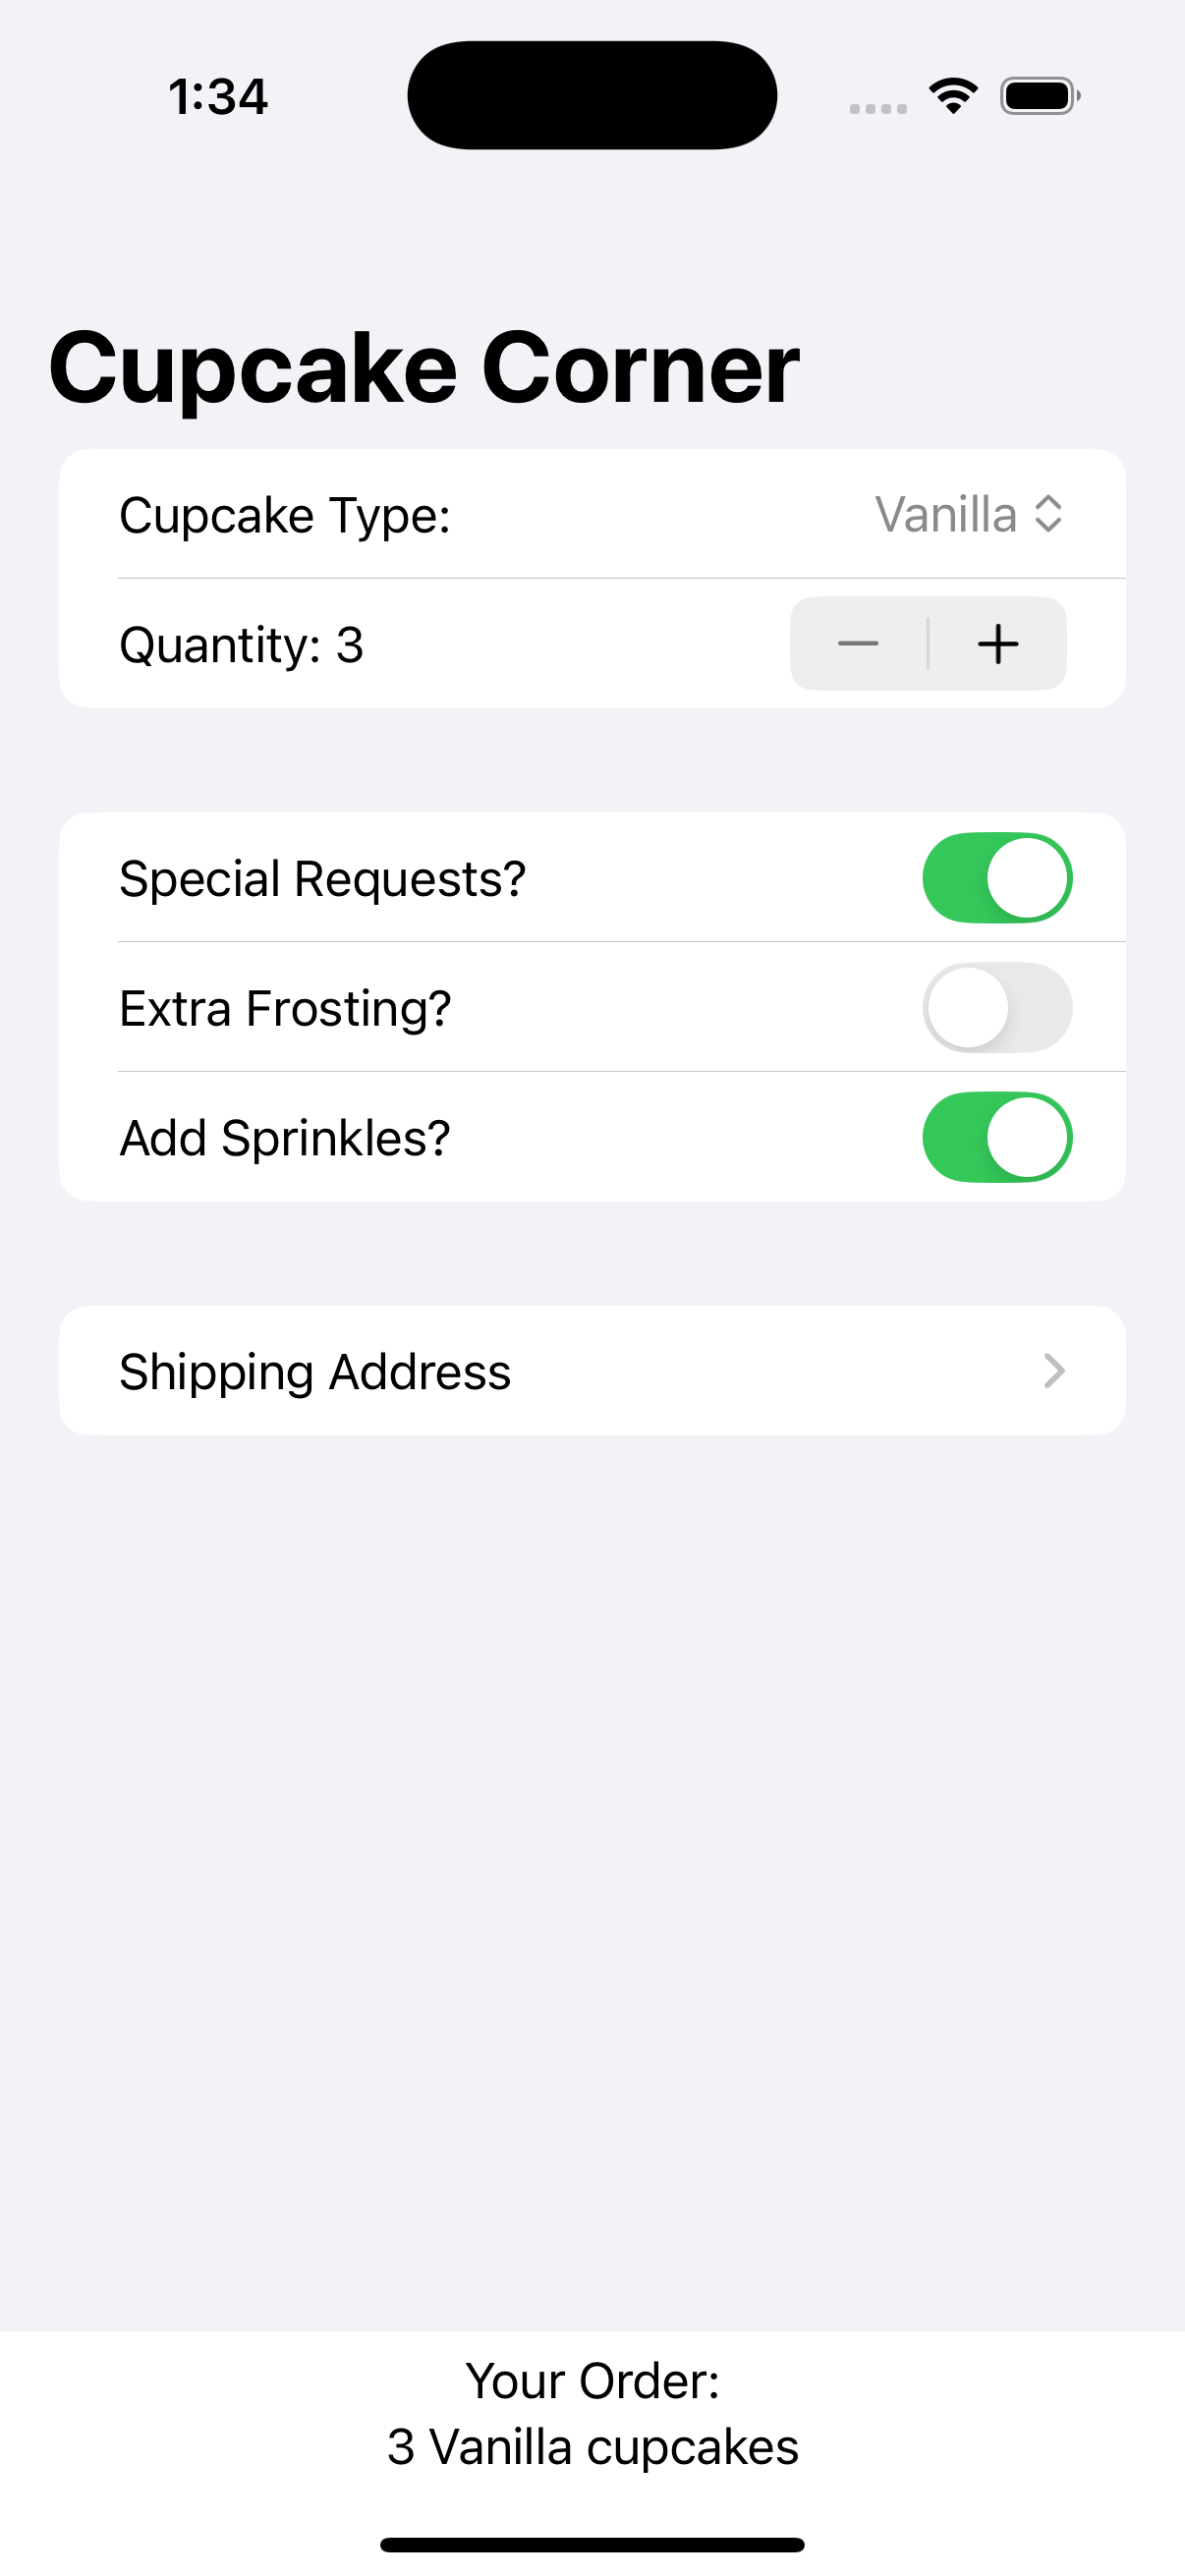 1:34
Cupcake Corner
Cupcake Type:
Vanilla
Quantity: 3
Special Requests?
Extra Frosting?
Add Sprinkles?
Shipping Address
Your Order:
3 Vanilla cupcakes